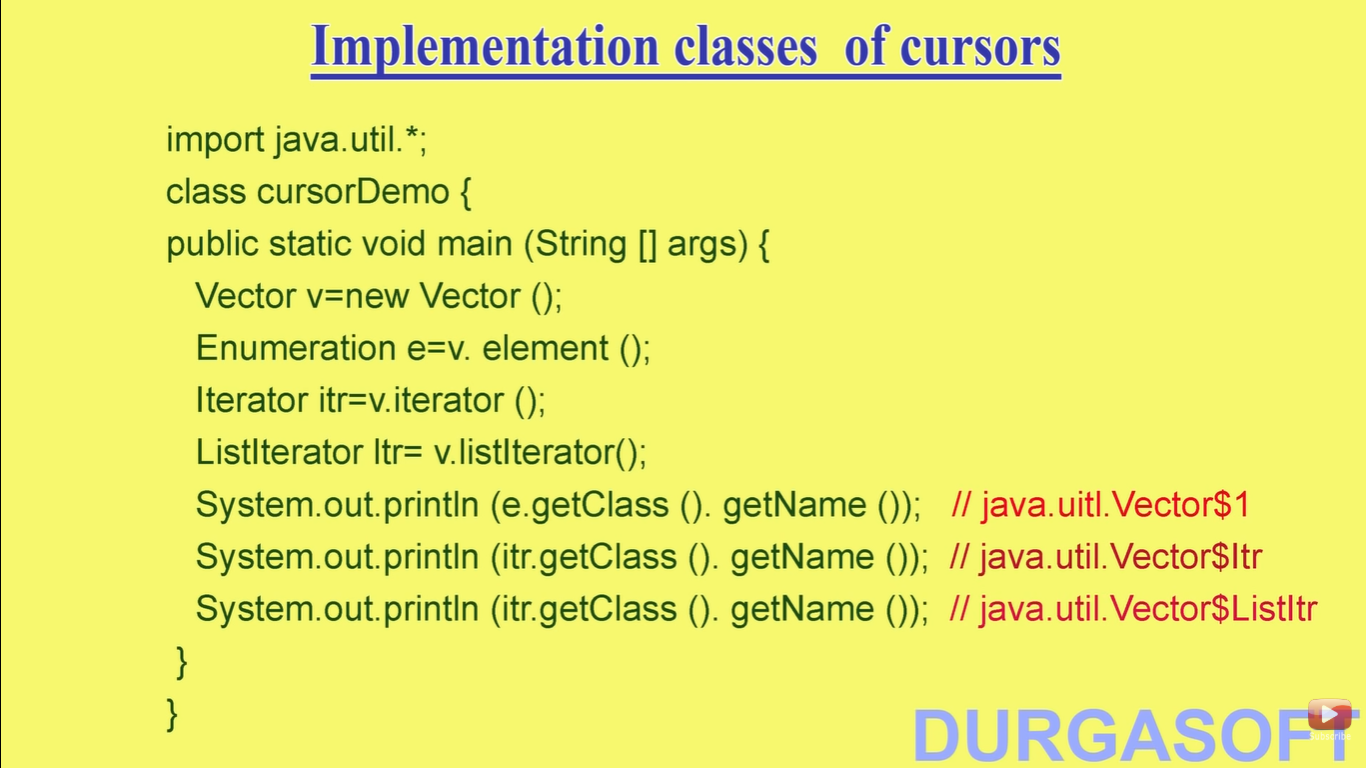 Implementation classes of cursors
import java.util.*;
class cursorDemo {
public static void main (String [] args) {
Vector v=new Vector ();
Enumeration e=v. element ();
Iterator itr=v.iterator ();
ListIterator ltr= v.listIterator();
System.out.println (e.getClass (). getName ()); // java.uitl.Vector$1
System.out.println (itr.getClass (). getName ()); // java.util.Vector$Itr
System.out.println (itr.getClass (). getName ()); // java.util.Vector$ListItr
}
}
DURGASOFT
Subscribe